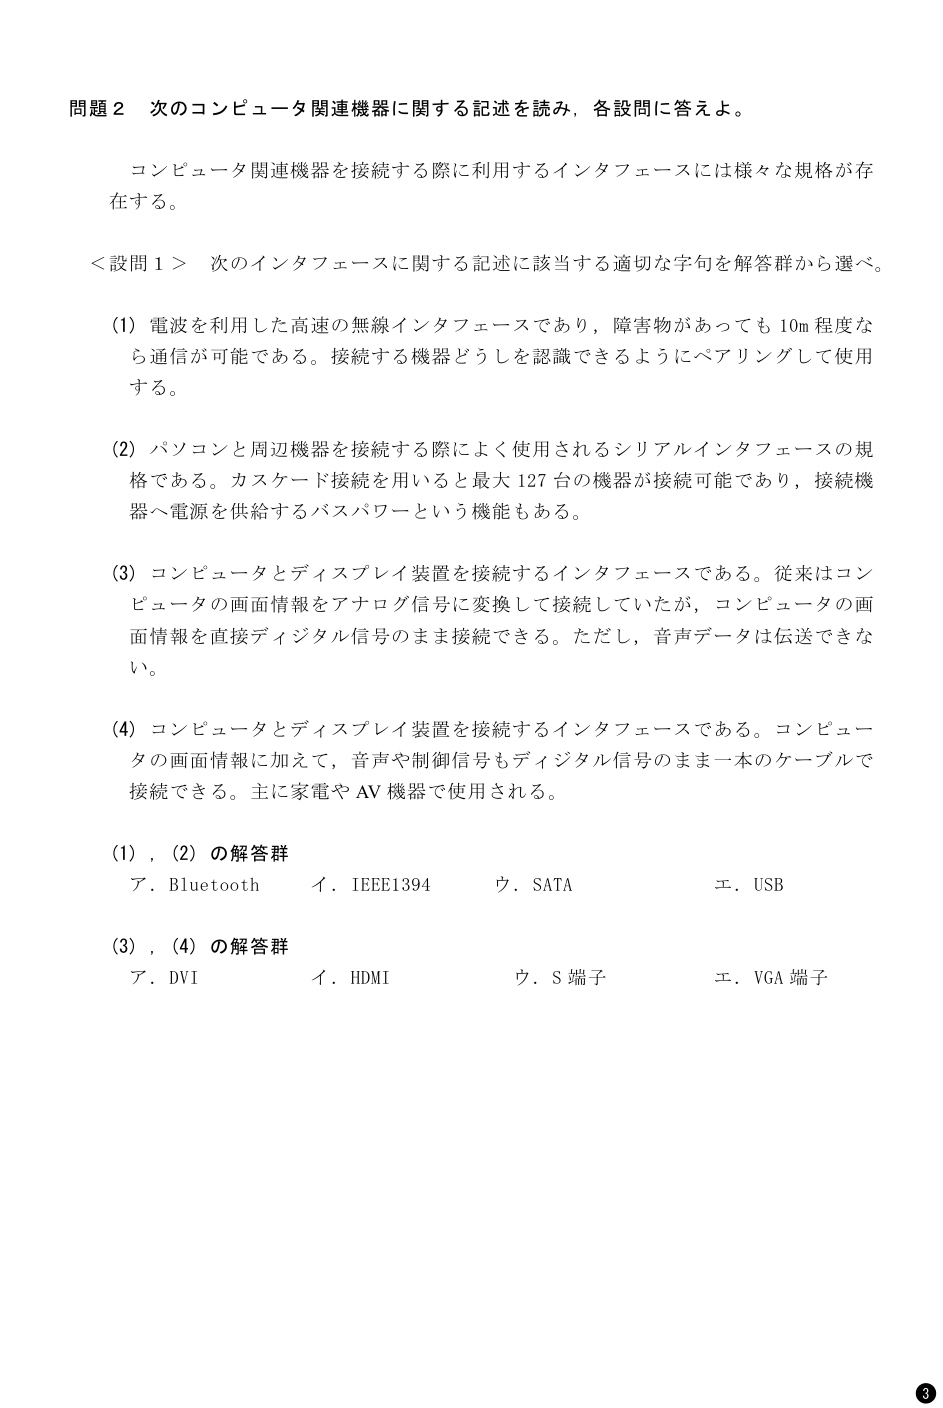 問題２　次のコンピュータ関連機器に関する記述を読み，各設問に答えよ。
コンピュータ関連機器を接続する際に利用するインタフェースには様々な規格が存
在する。
＜設問１＞　次のインタフェースに関する記述に該当する適切な字句を解答群から選べ。
(1) 電波を利用した高速の無線インタフェースであり，障害物があっても 10m 程度な
ら通信が可能である。接続する機器どうしを認識できるようにペアリングして使用
する。
(2) パソコンと周辺機器を接続する際によく使用されるシリアルインタフェースの規
格である。カスケード接続を用いると最大 127 台の機器が接続可能であり，接続機
器へ電源を供給するバスパワーという機能もある。
(3) コンピュータとディスプレイ装置を接続するインタフェースである。従来はコン
ピュータの画面情報をアナログ信号に変換して接続していたが，コンピュータの画
面情報を直接ディジタル信号のまま接続できる。ただし，音声データは伝送できな
い。
(4) コンピュータとディスプレイ装置を接続するインタフェースである。コンピュー
タの画面情報に加えて，音声や制御信号もディジタル信号のまま一本のケーブルで
接続できる。主に家電や AV 機器で使用される。
(1)，(2) の解答群
ア．Bluetooth　イ．IEEE1394　ウ．SATA　エ．USB
(3)，(4) の解答群
ア．DVI　イ．HDMI　ウ．S 端子　エ．VGA 端子
3